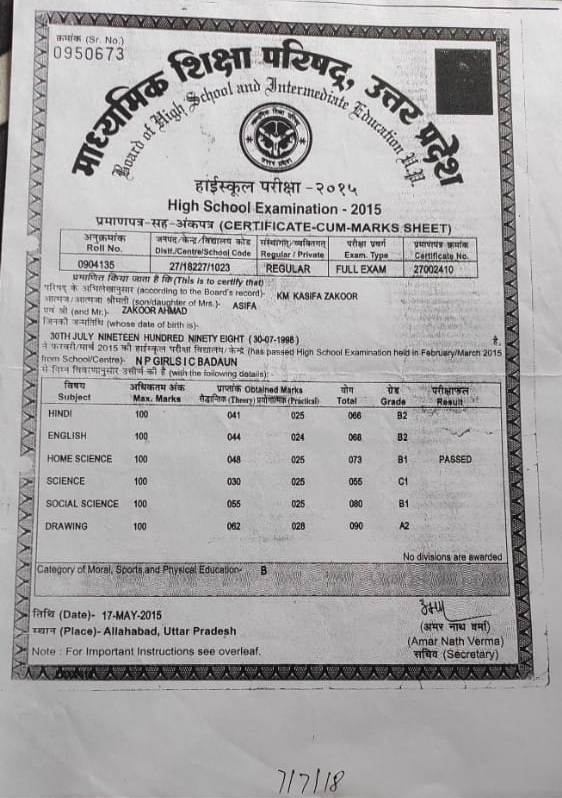 क्रमांक (Sr. No.)
0950673
माध्यमिक शिक्षा परिषद्, उत्तर प्रदेश
Board of High School and Intermediate Education, U.P.
हाईस्कूल परीक्षा - २०१५
High School Examination - 2015
प्रमाणपत्र-सह-अंकपत्र (CERTIFICATE-CUM-MARKS SHEET)
अनुक्रमांक जनपद/केन्द्र/विद्यालय कोड संस्थागत/व्यक्तिगत परीक्षा प्रवर्ग प्रमाणपत्र क्रमांक
Roll No. Distt./Centre/School Code Regular / Private Exam. Type Certificate No.
0904135 27/18227/1023 REGULAR FULL EXAM 27002410
प्रमाणित किया जाता है कि (This is to certify that)
परिषद् के अभिलेखानुसार (according to the Board's record)- KM KASIFA ZAKOOR
आत्मज/आत्मजा श्रीमती (son/daughter of Mrs.)- ASIFA
एवं श्री (and Mr.)- ZAKOOR AHMAD
जिनकी जन्मतिथि (whose date of birth is)-
30TH JULY NINETEEN HUNDRED NINETY EIGHT (30-07-1998) है,
ने फरवरी/मार्च 2015 की हाईस्कूल परीक्षा विद्यालय/केन्द्र (has passed High School Examination held in February/March 2015
from School/Centre)- N P GIRLS I C BADAUN
से निम्न विवरणानुसार उत्तीर्ण की है (with the following details):-
विषय अधिकतम अंक प्राप्तांक Obtained Marks योग ग्रेड परीक्षाफल
Subject Max. Marks सैद्धान्तिक (Theory) प्रयोगात्मक (Practical) Total Grade Result
HINDI 100 041 025 066 B2
ENGLISH 100 044 024 068 B2
HOME SCIENCE 100 048 025 073 B1 PASSED
SCIENCE 100 030 025 055 C1
SOCIAL SCIENCE 100 055 025 080 B1
DRAWING 100 062 028 090 A2
No divisions are awarded
Category of Moral, Sports and Physical Education- B
तिथि (Date)- 17-MAY-2015
स्थान (Place)- Allahabad, Uttar Pradesh
(अमर नाथ वर्मा)
(Amar Nath Verma)
सचिव (Secretary)
Note : For Important Instructions see overleaf.
7/7/18